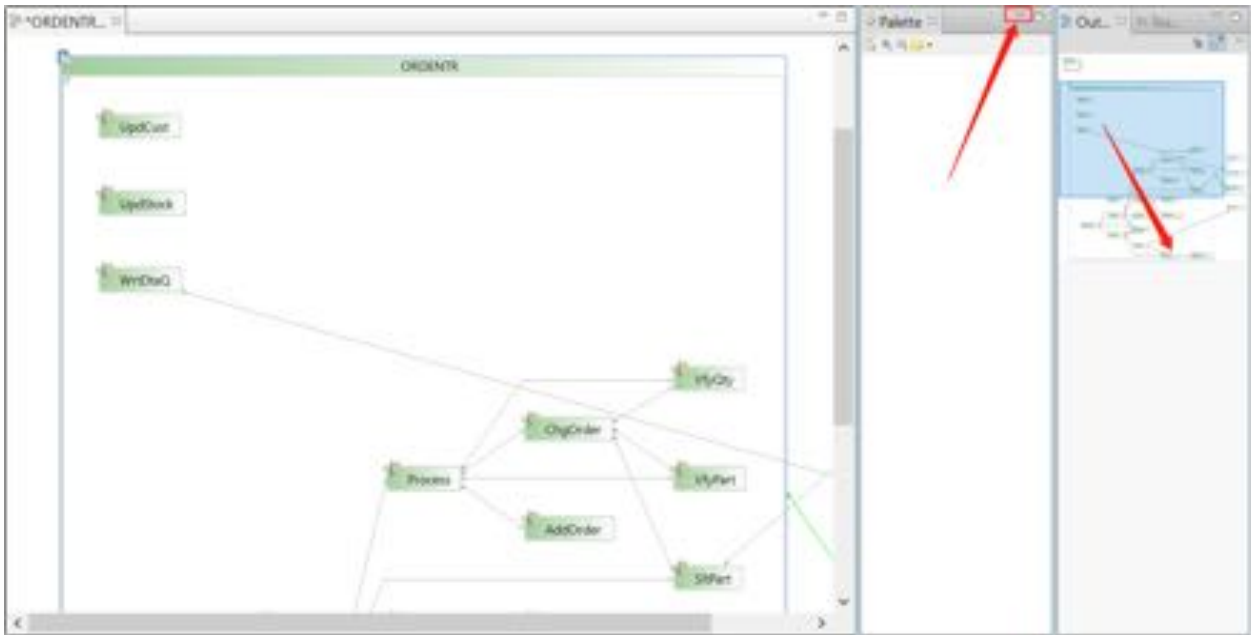 *ORDENTR...
Palette
Out...
ORDENTR
UpdCust
UpdStock
WrtDtaQ
VfyQty
ChgOrder
Process
VfyPart
AddOrder
SltPart